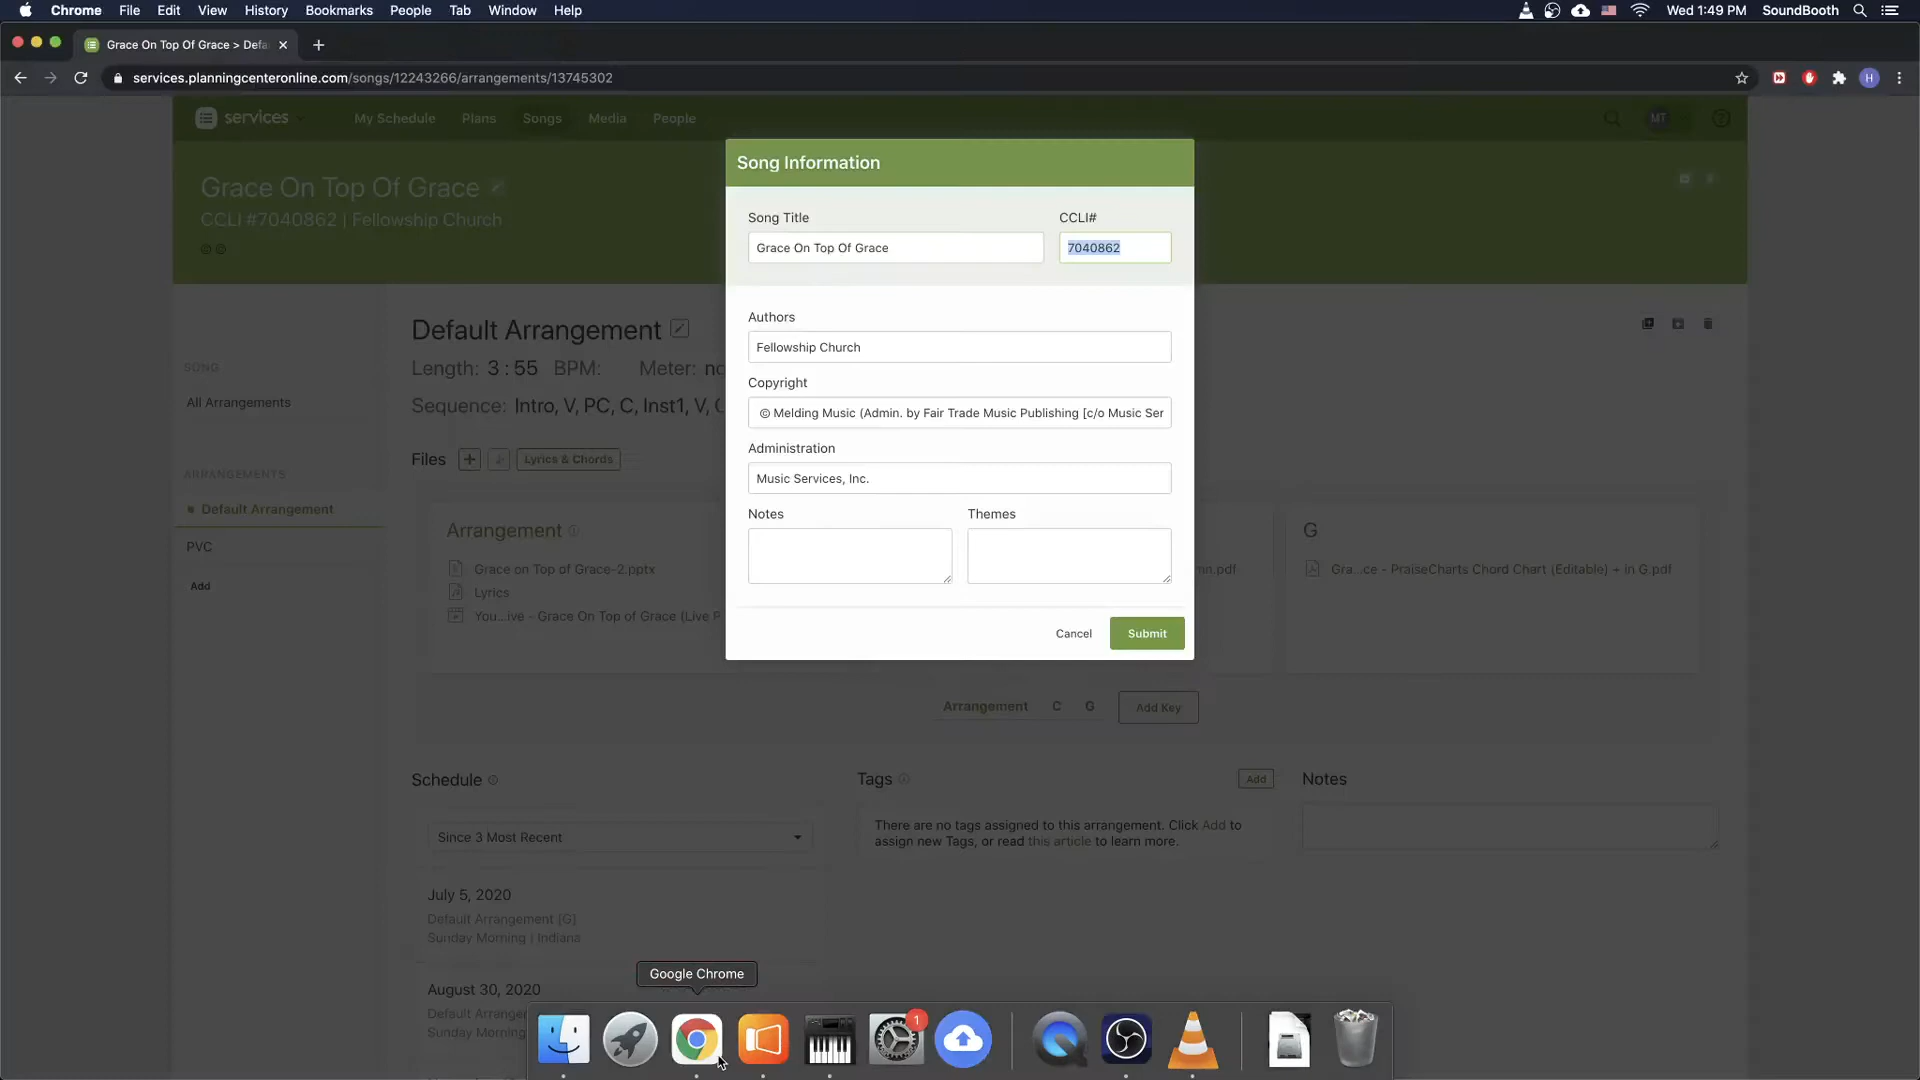 Chrome File Edit View History Bookmarks People Tab Window Help
Wed 1:49 PM SoundBooth
Grace On Top Of Grace > Defa
services.planningcenteronline.com/songs/12243266/arrangements/13745302
H
services My Schedule Plans Songs Media People MT
Grace On Top Of Grace
CCLI #7040862 | Fellowship Church
Song Information
Song Title
CCLI#
Grace On Top Of Grace
7040862
Authors
Fellowship Church
Copyright
© Melding Music (Admin. by Fair Trade Music Publishing [c/o Music Ser
Administration
Music Services, Inc.
Notes
Themes
Cancel
Submit
SONG
All Arrangements
ARRANGEMENTS
Default Arrangement
PVC
Add
Default Arrangement
Length: 3:55 BPM: Meter: no
Sequence: Intro, V, PC, C, Inst1, V,
Files
Lyrics & Chords
Arrangement
Grace on Top of Grace-2.pptx
Lyrics
You...ive - Grace On Top of Grace (Live P
mn.pdf
G
Gra...ce - PraiseCharts Chord Chart (Editable) + in G.pdf
Arrangement C G Add Key
Schedule
Since 3 Most Recent
July 5, 2020
Default Arrangement [G]
Sunday Morning | Indiana
August 30, 2020
Default Arrangeme
Sunday Morning
Tags
Add
There are no tags assigned to this arrangement. Click Add to
assign new Tags, or read this article to learn more.
Notes
Google Chrome
1